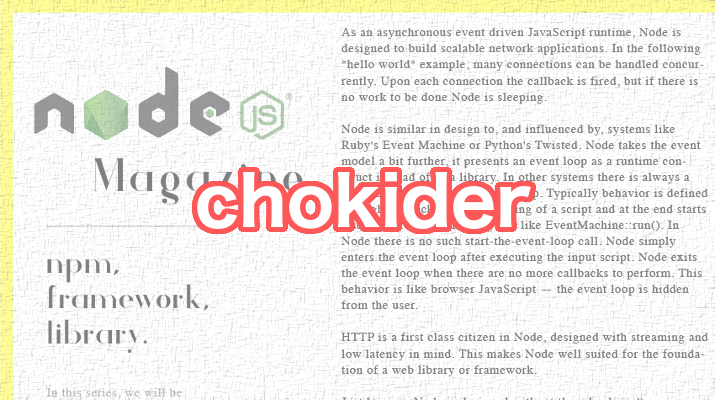 node
JS
Magazine
npm,
framework,
library.
In this series, we will be
chokider
As an asynchronous event driven JavaScript runtime, Node is
designed to build scalable network applications. In the following
"hello world" example, many connections can be handled concur-
rently. Upon each connection the callback is fired, but if there is
no work to be done Node is sleeping.
Node is similar in design to, and influenced by, systems like
Ruby's Event Machine or Python's Twisted. Node takes the event
model a bit further, it presents an event loop as a runtime con-
of a library. In other systems there is always a
Typically behavior is defined
of a script and at the end starts
like EventMachine::run(). In
Node there is no such start-the-event-loop call. Node simply
enters the event loop after executing the input script. Node exits
the event loop when there are no more callbacks to perform. This
behavior is like browser JavaScript — the event loop is hidden
from the user.
HTTP is a first class citizen in Node, designed with streaming and
low latency in mind. This makes Node well suited for the founda-
tion of a web library or framework.